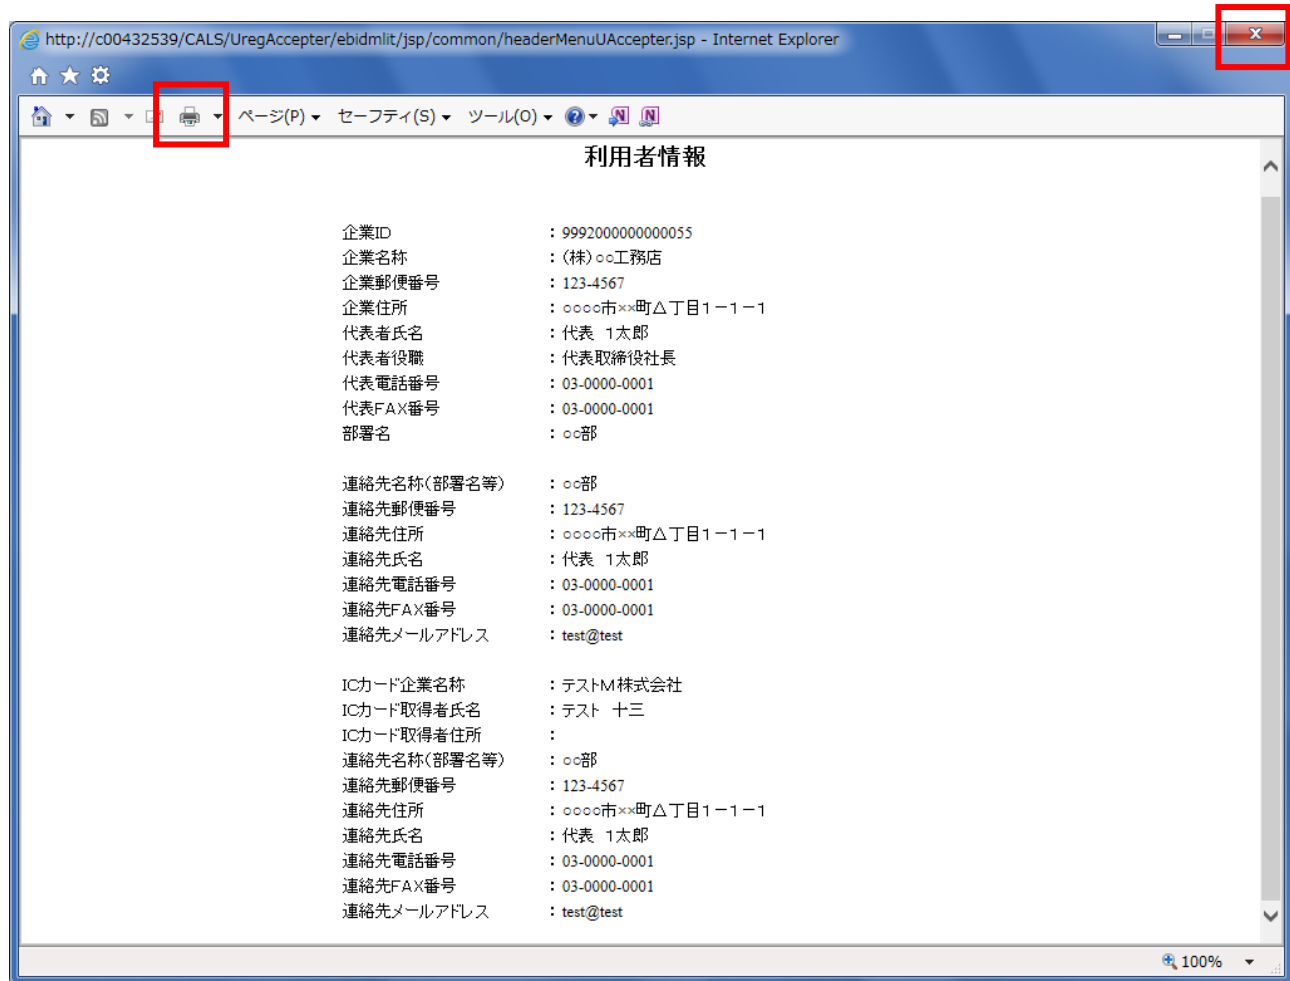 http://c00432539/CALS/UregAccepter/ebidmlit/jsp/common/headerMenuUAccepter.jsp - Internet Explorer
ページ(P) セーフティ(S) ツール(O)
利用者情報
企業ID ：9992000000000055
企業名称 ：(株)○○工務店
企業郵便番号 ：123-4567
企業住所 ：○○○○市××町△丁目１－１－１
代表者氏名 ：代表　１太郎
代表者役職 ：代表取締役社長
代表電話番号 ：03-0000-0001
代表FAX番号 ：03-0000-0001
部署名 ：○○部
連絡先名称(部署名等) ：○○部
連絡先郵便番号 ：123-4567
連絡先住所 ：○○○○市××町△丁目１－１－１
連絡先氏名 ：代表　１太郎
連絡先電話番号 ：03-0000-0001
連絡先FAX番号 ：03-0000-0001
連絡先メールアドレス ：test@test
ICカード企業名称 ：テストM株式会社
ICカード取得者氏名 ：テスト　十三
ICカード取得者住所 ：
連絡先名称(部署名等) ：○○部
連絡先郵便番号 ：123-4567
連絡先住所 ：○○○○市××町△丁目１－１－１
連絡先氏名 ：代表　１太郎
連絡先電話番号 ：03-0000-0001
連絡先FAX番号 ：03-0000-0001
連絡先メールアドレス ：test@test
100%